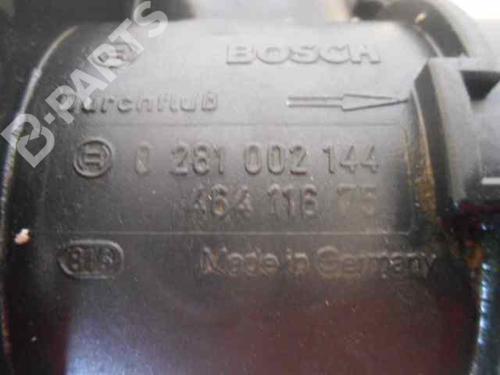 BOSCH
Durchfluß
0 281 002 144
464 116 75
Made in Germany
B-PARTS